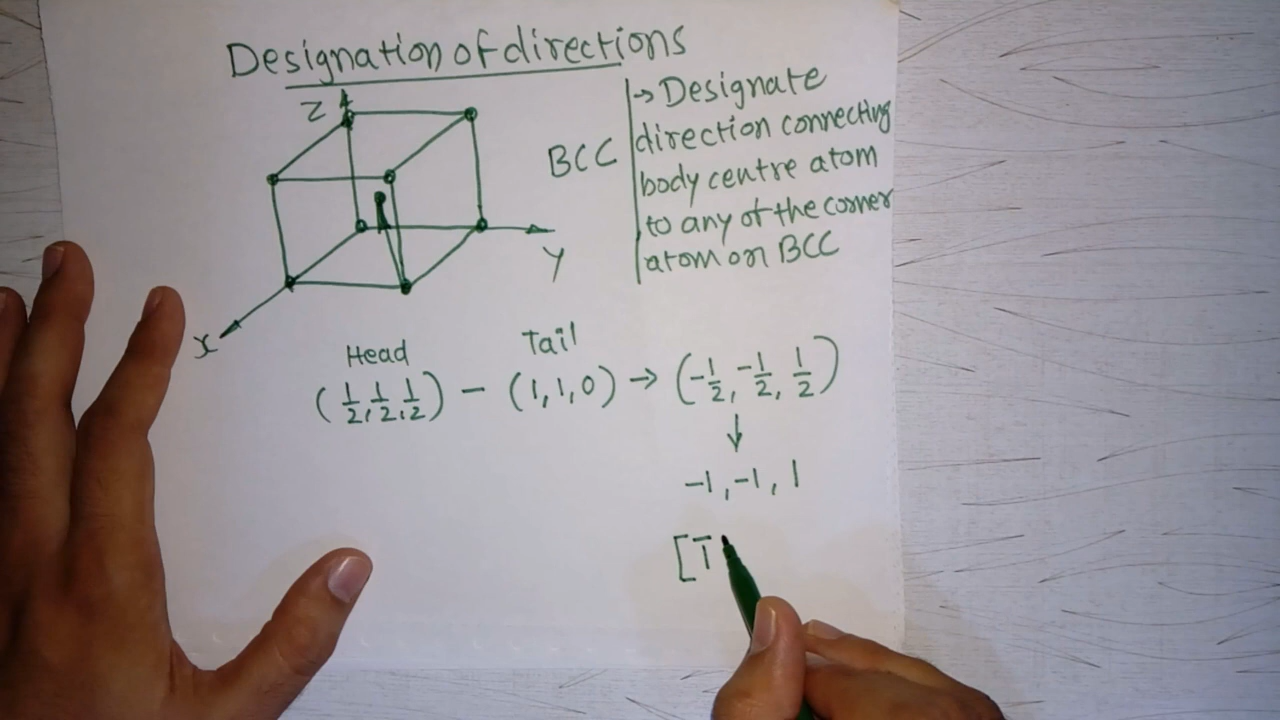 Designation of directions
Z
BCC
→ Designate
direction connecting
body centre atom
to any of the corner
atom on BCC
Y
X
Head Tail
(1/2, 1/2, 1/2) − (1, 1, 0) → (-1/2, -1/2, 1/2)
↓
-1, -1, 1
[1̅